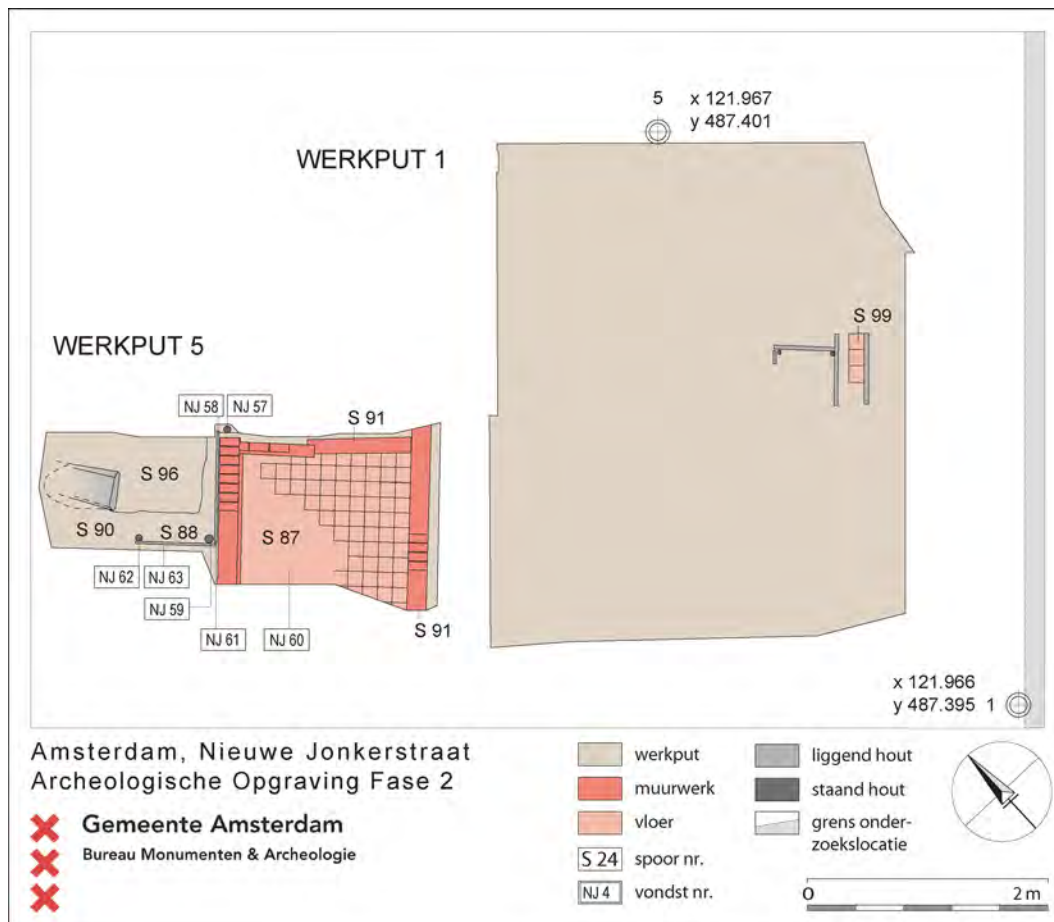 5 x 121.967
y 487.401
WERKPUT 1
S 99
WERKPUT 5
NJ 58 NJ 57
S 91
S 96
S 90 S 88 S 87
NJ 62 NJ 63
NJ 59
NJ 61 NJ 60
S 91
x 121.966
y 487.395 1
Amsterdam, Nieuwe Jonkerstraat
Archeologische Opgraving Fase 2
Gemeente Amsterdam
Bureau Monumenten & Archeologie
werkput
muurwerk
vloer
S 24 spoor nr.
NJ 4 vondst nr.
liggend hout
staand hout
grens onder-
zoekslocatie
0 2 m